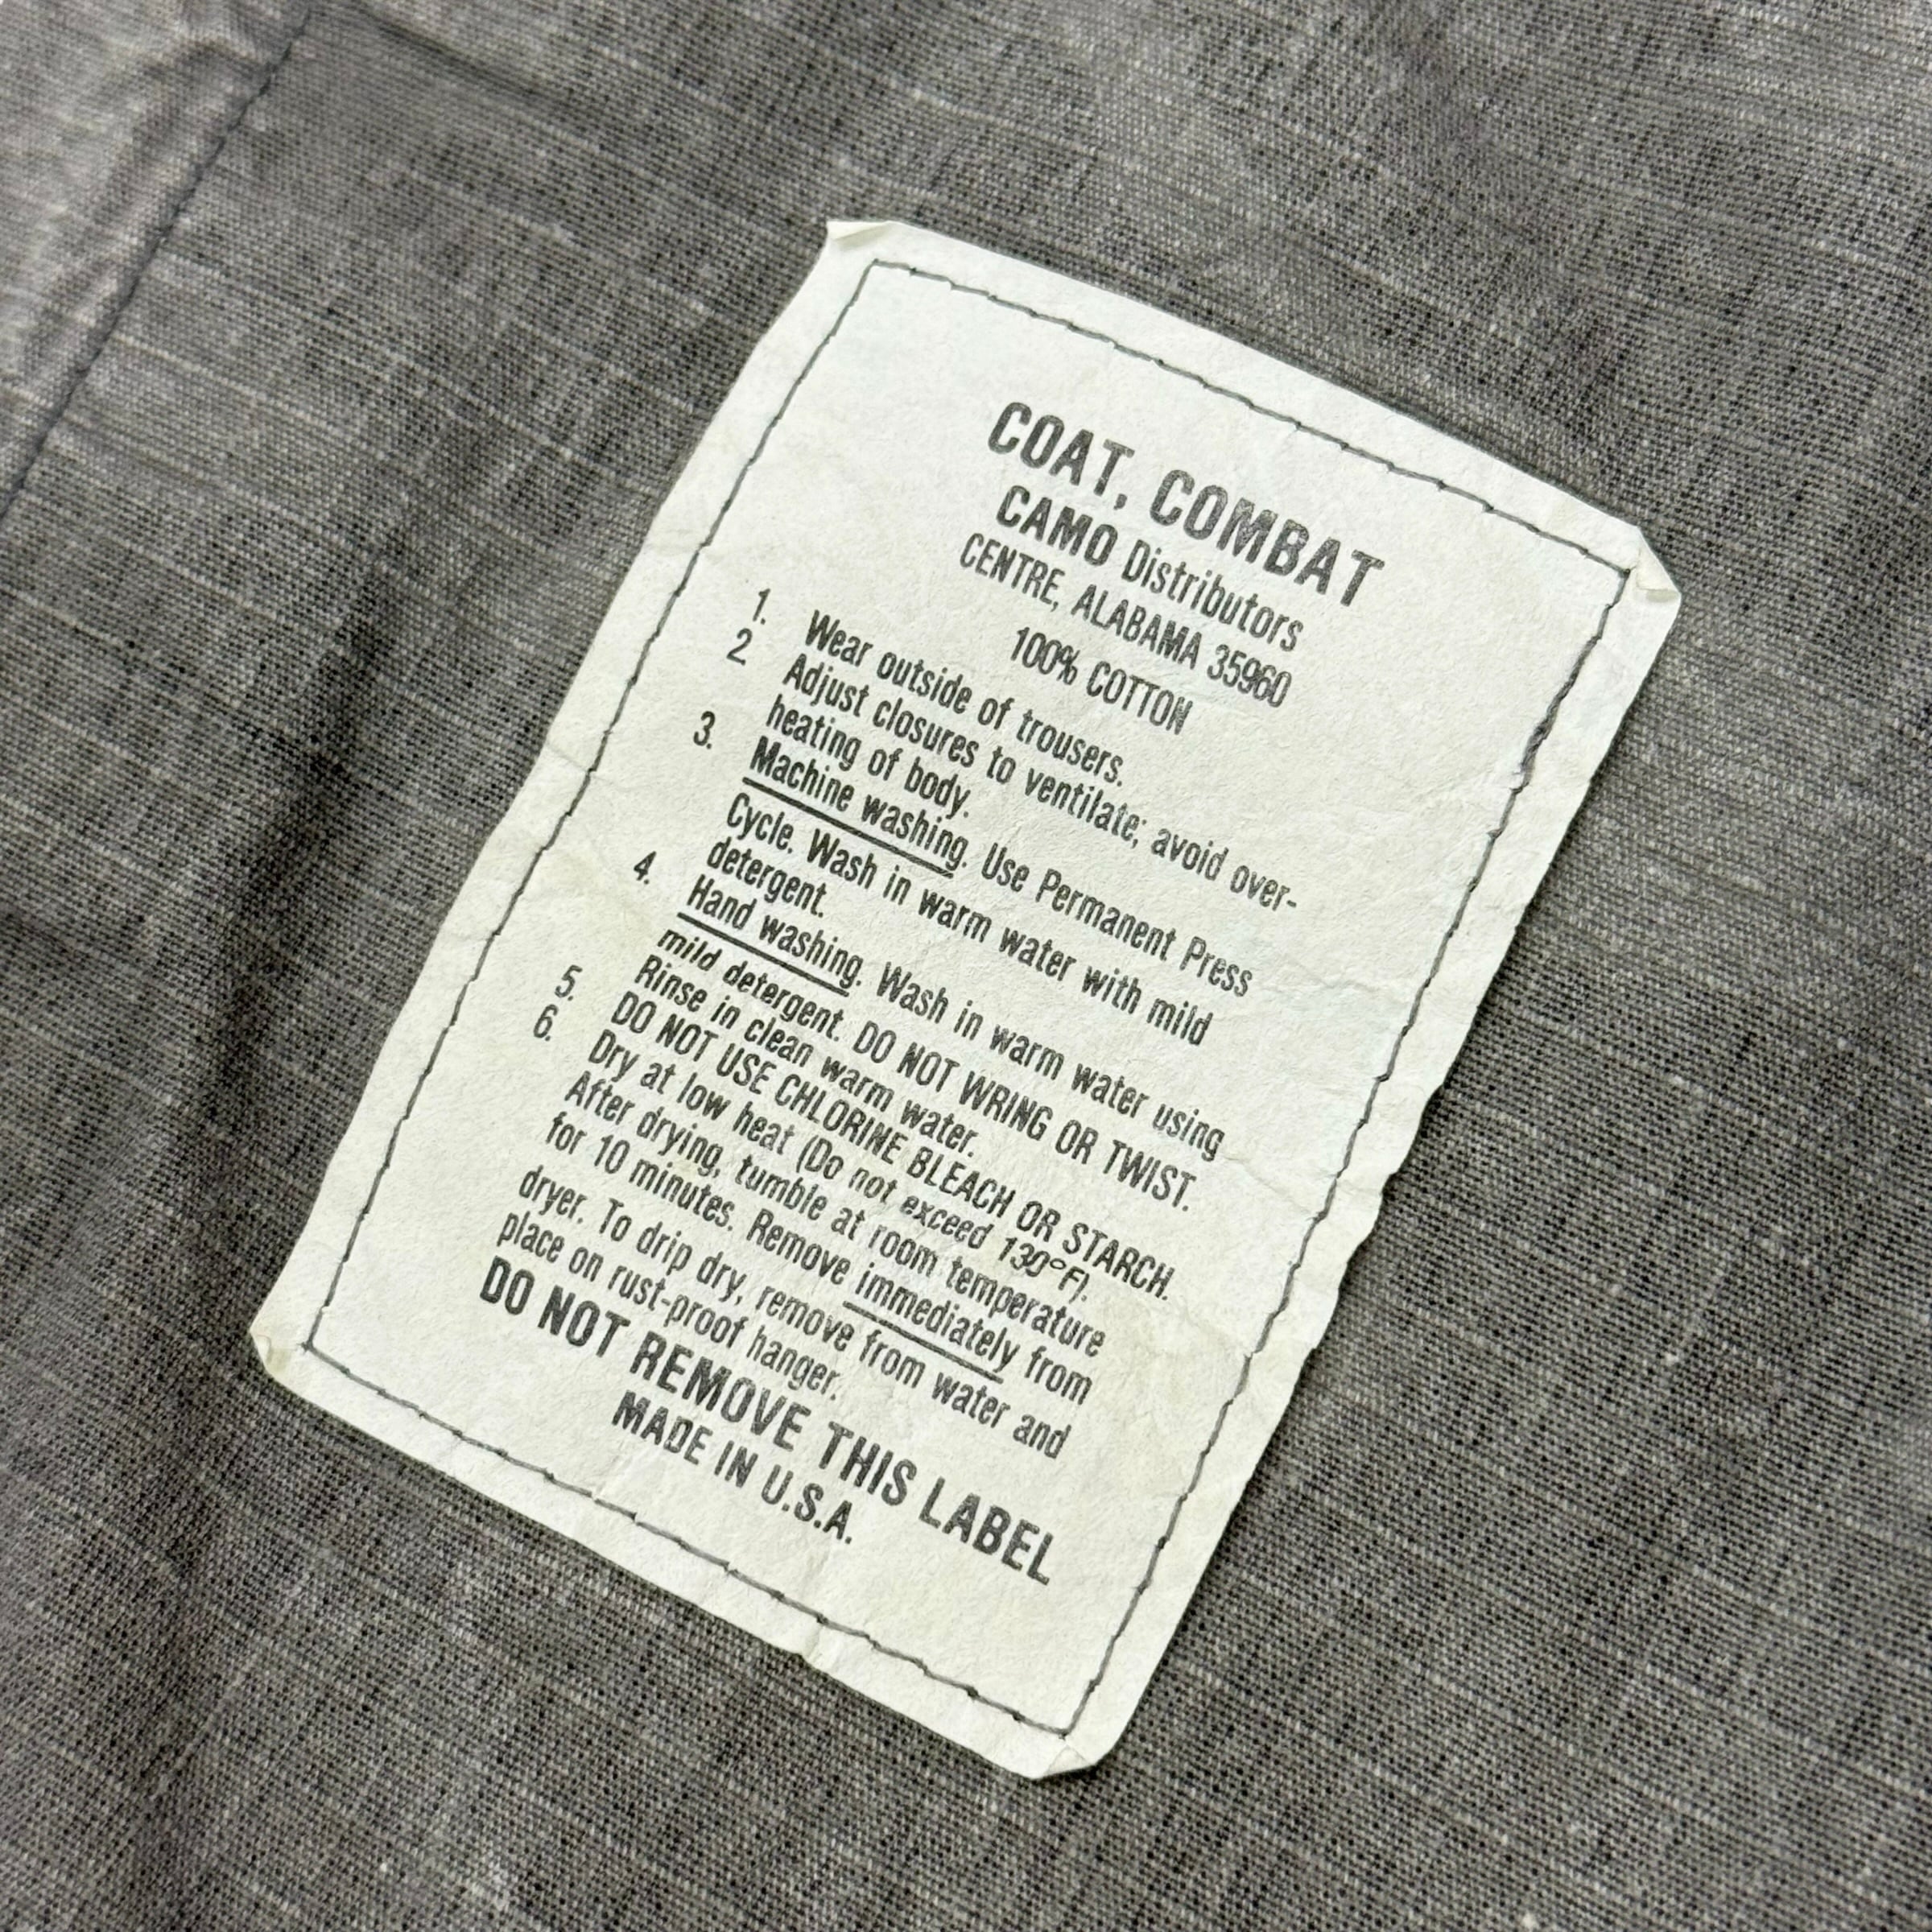 COAT, COMBAT
CAMO Distributors
CENTRE, ALABAMA 35960
100% COTTON
1. Wear outside of trousers.
2. Adjust closures to ventilate; avoid over-
heating of body.
3. Machine washing. Use Permanent Press
Cycle. Wash in warm water with mild
detergent.
4. Hand washing. Wash in warm water using
mild detergent. DO NOT WRING OR TWIST.
Rinse in clean warm water.
5. DO NOT USE CHLORINE BLEACH OR STARCH.
6. Dry at low heat (Do not exceed 130°F).
After drying, tumble at room temperature
for 10 minutes. Remove immediately from
dryer. To drip dry, remove from water and
place on rust-proof hanger.
DO NOT REMOVE THIS LABEL
MADE IN U.S.A.